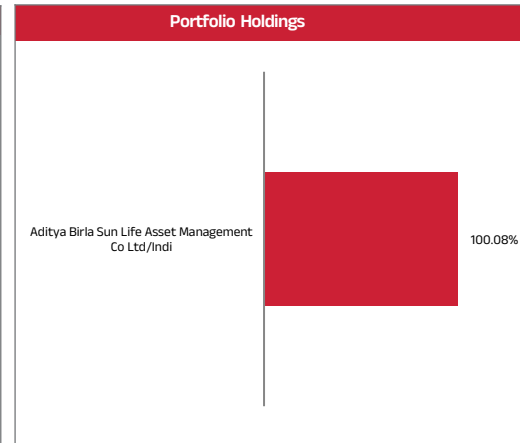 Portfolio Holdings
Aditya Birla Sun Life Asset Management
Co Ltd/Indi
100.08%